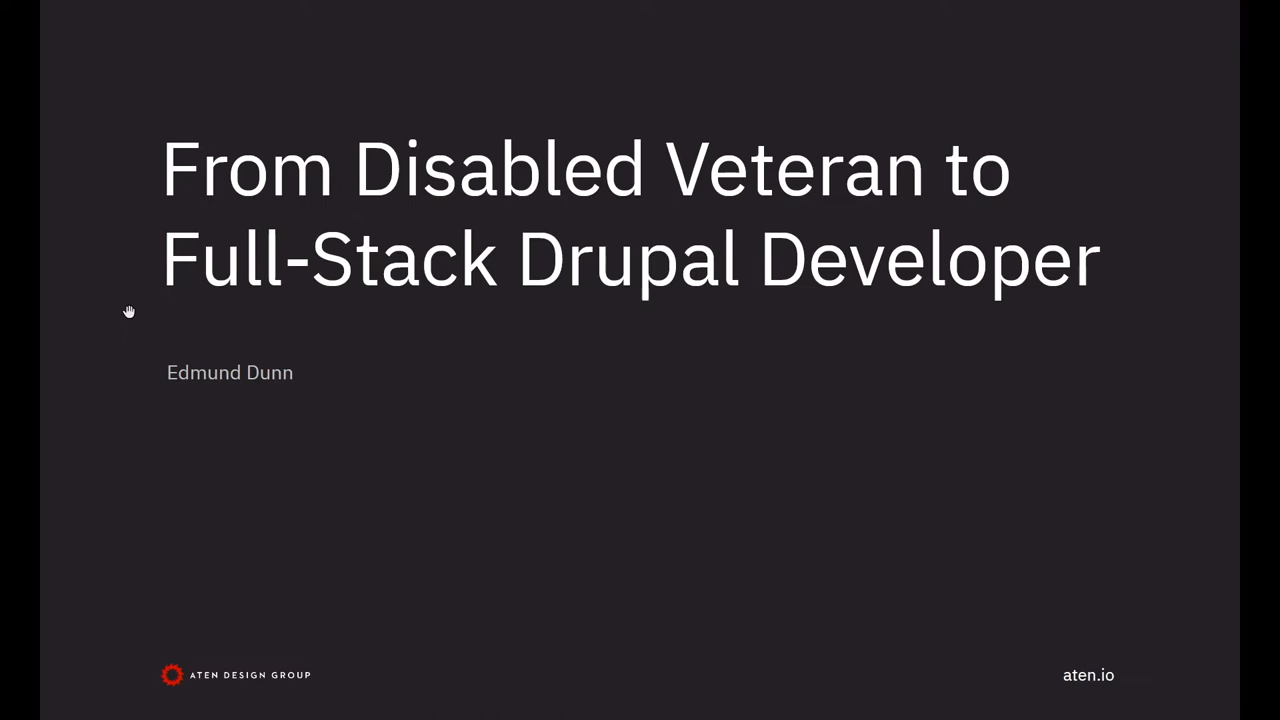 From Disabled Veteran to
Full-Stack Drupal Developer
Edmund Dunn
ATEN DESIGN GROUP
aten.io